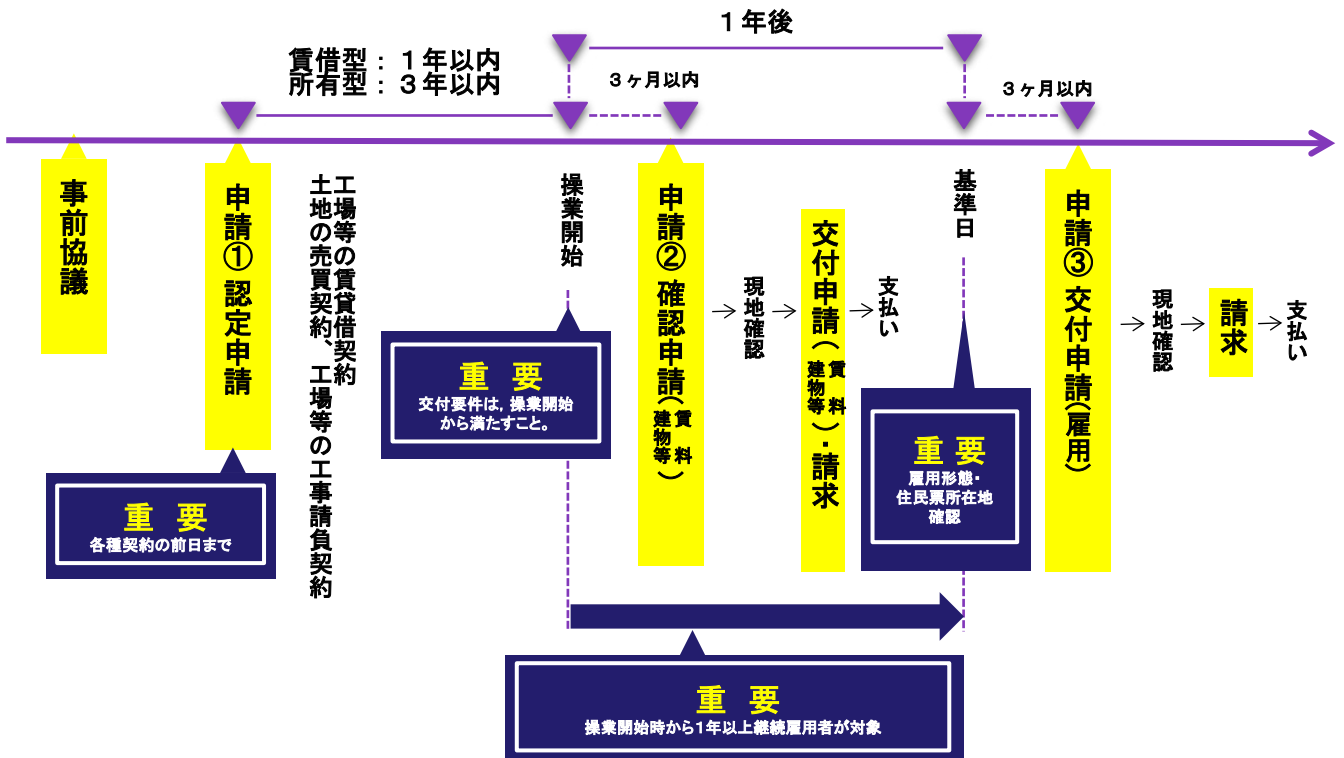 1年後
賃借型：1年以内
所有型：3年以内
3ヶ月以内
3ヶ月以内
事前協議
申請①認定申請
工場等の賃貸借契約
土地の売買契約、工場等の工事請負契約
操業開始
申請②確認申請（賃料
建物等）
現地確認
交付申請（賃料
建物等）・請求
支払い
基準日
申請③交付申請（雇用）
現地確認
請求
支払い
重要
各種契約の前日まで
重要
交付要件は，操業開始
から満たすこと。
重要
雇用形態・
住民票所在地
確認
重要
操業開始時から1年以上継続雇用者が対象